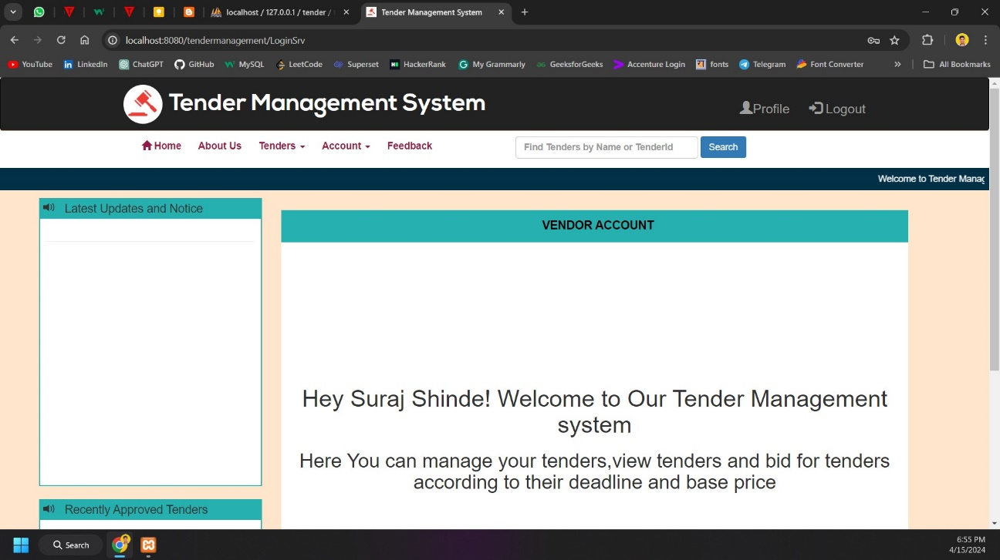 localhost / 127.0.0.1 / tender /
Tender Management System
localhost:8080/tendermanagement/LoginSrv
YouTube LinkedIn ChatGPT GitHub MySQL LeetCode Superset HackerRank My Grammarly GeeksforGeeks Accenture Login fonts Telegram Font Converter » All Bookmarks
Tender Management System
Profile Logout
Home About Us Tenders Account Feedback Find Tenders by Name or TenderId Search
Welcome to Tender Manag
Latest Updates and Notice
VENDOR ACCOUNT
Hey Suraj Shinde! Welcome to Our Tender Management
system
Here You can manage your tenders,view tenders and bid for tenders
according to their deadline and base price
Recently Approved Tenders
Search
6:55 PM
4/15/2024